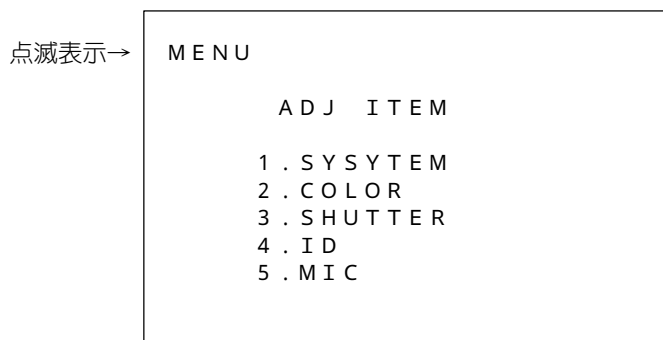 点滅表示→
MENU
ADJ ITEM
1.SYSYTEM
2.COLOR
3.SHUTTER
4.ID
5.MIC